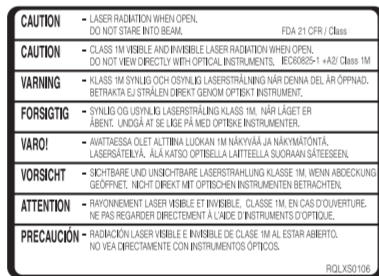 CAUTION - LASER RADIATION WHEN OPEN.
DO NOT STARE INTO BEAM. FDA 21 CFR / Class
CAUTION - CLASS 1M VISIBLE AND INVISIBLE LASER RADIATION WHEN OPEN.
DO NOT VIEW DIRECTLY WITH OPTICAL INSTRUMENTS. IEC60825-1 +A2/ Class 1M
VARNING - KLASS 1M SYNLIG OCH OSYNLIG LASERSTRÅLNING NÄR DENNA DEL ÄR ÖPPNAD.
BETRAKTA EJ STRÅLEN DIREKT GENOM OPTISKT INSTRUMENT.
FORSIGTIG - SYNLIG OG USYNLIG LASERSTRÅLING KLASS 1M, NÅR LÅGET ER
ÅBENT. UNDGÅ AT SE LIGE PÅ MED OPTISKE INSTRUMENTER.
VARO! - AVATTAESSA OLET ALTTIINA LUOKAN 1M NÄKYVÄÄ JA NÄKYMÄTÖNTÄ.
LASERSÄTEILYÄ. ÄLÄ KATSO OPTISELLA LAITTEELLA SUORAAN SÄTEESEEN.
VORSICHT - SICHTBARE UND UNSICHTBARE LASERSTRAHLUNG KLASSE 1M, WENN ABDECKUNG
GEÖFFNET. NICHT DIREKT MIT OPTISCHEN INSTRUMENTEN BETRACHTEN.
ATTENTION - RAYONNEMENT LASER VISIBLE ET INVISIBLE, CLASSE 1M, EN CAS D'OUVERTURE.
NE PAS REGARDER DIRECTEMENT À L'AIDE D'INSTRUMENTS D'OPTIQUE.
PRECAUCIÓN - RADIACIÓN LASER VISIBLE E INVISIBLE DE CLASE 1M AL ESTAR ABIERTO.
NO VEA DIRECTAMENTE CON INSTRUMENTOS ÓPTICOS.
RQLXS0106